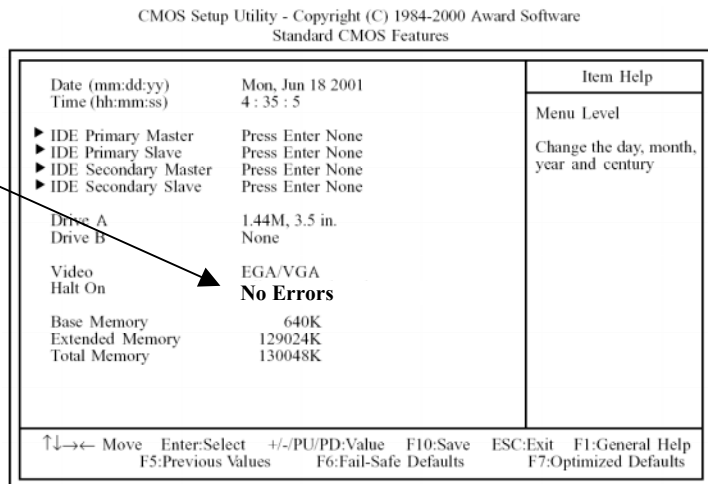 CMOS Setup Utility - Copyright (C) 1984-2000 Award Software
Standard CMOS Features
Date (mm:dd:yy) Mon, Jun 18 2001
Time (hh:mm:ss) 4 : 35 : 5
▶ IDE Primary Master Press Enter None
▶ IDE Primary Slave Press Enter None
▶ IDE Secondary Master Press Enter None
▶ IDE Secondary Slave Press Enter None
Drive A 1.44M, 3.5 in.
Drive B None
Video EGA/VGA
Halt On No Errors
Base Memory 640K
Extended Memory 129024K
Total Memory 130048K
Item Help
Menu Level
Change the day, month,
year and century
↑↓→← Move Enter:Select +/-/PU/PD:Value F10:Save ESC:Exit F1:General Help
F5:Previous Values F6:Fail-Safe Defaults F7:Optimized Defaults